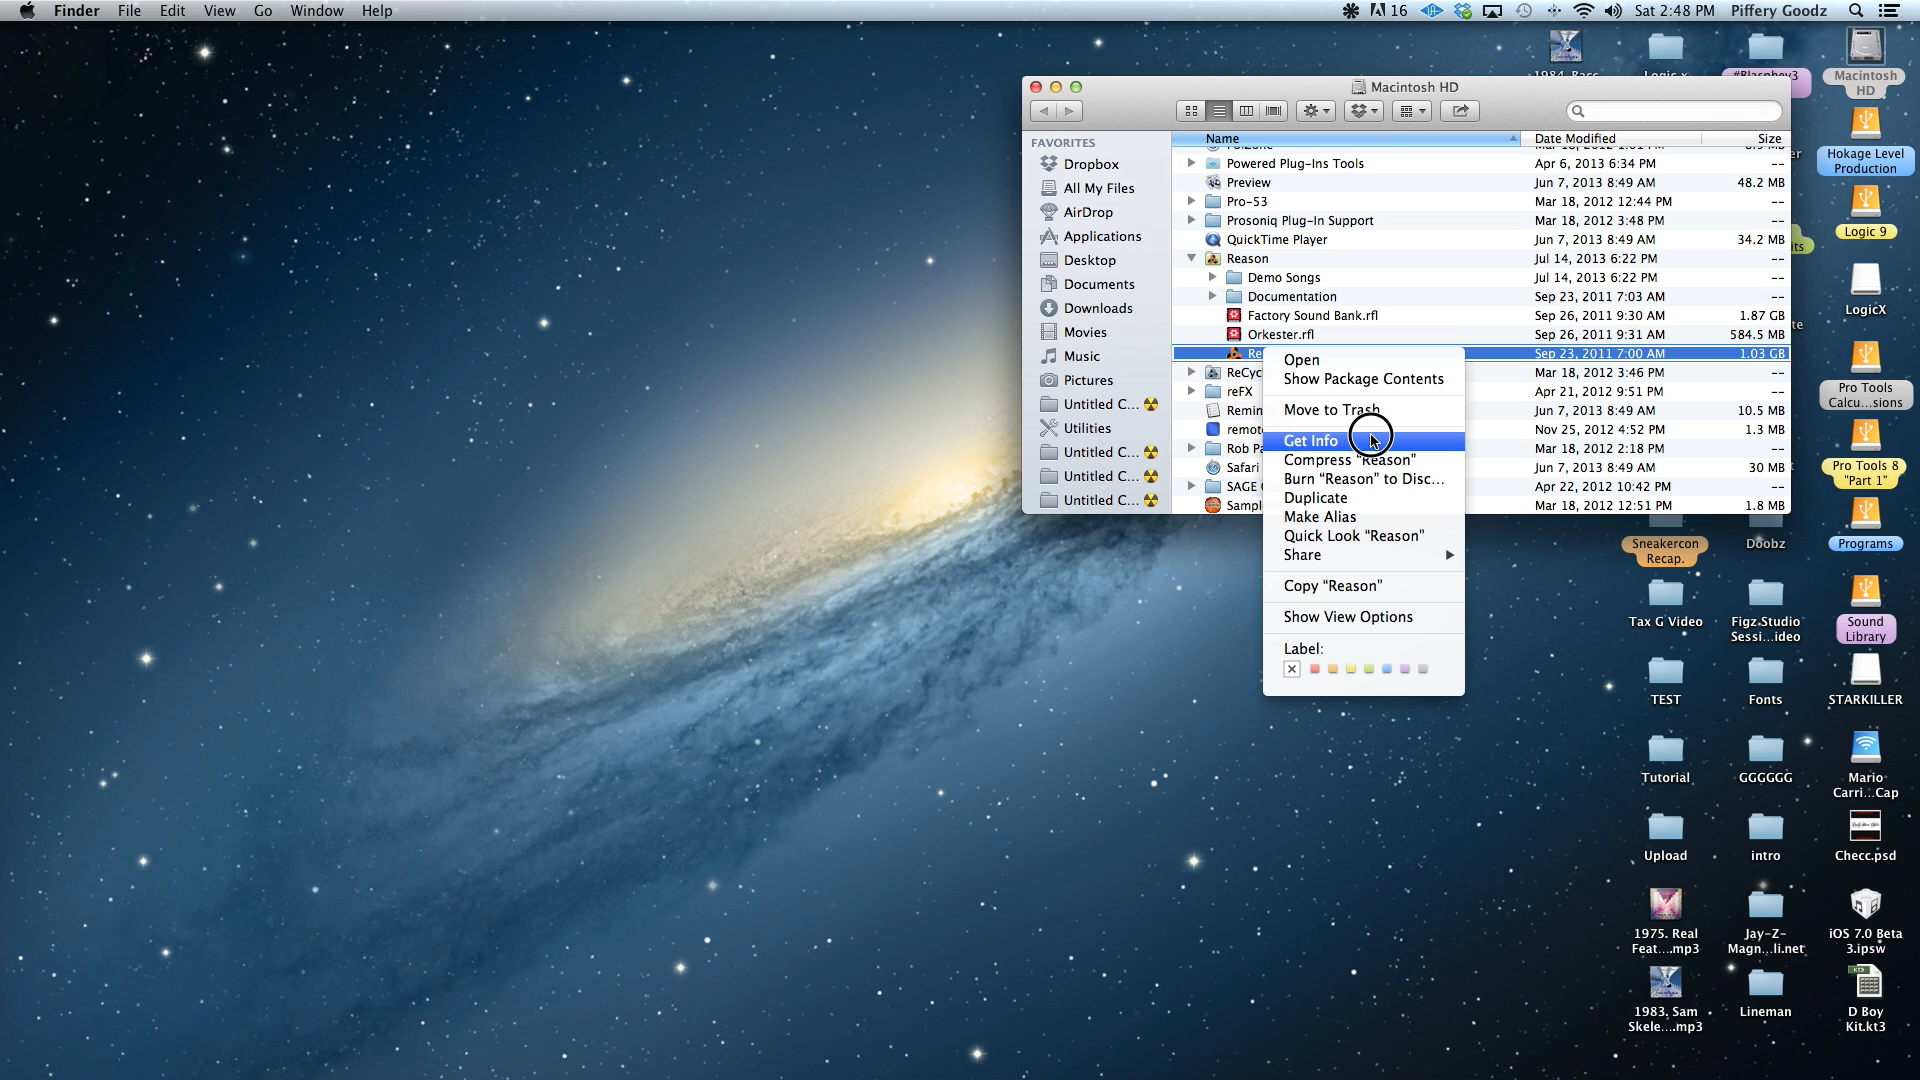 Finder File Edit View Go Window Help 16 Sat 2:48 PM Piffery Goodz
Macintosh HD
FAVORITES
Dropbox
All My Files
AirDrop
Applications
Desktop
Documents
Downloads
Movies
Music
Pictures
Untitled C...
Utilities
Untitled C...
Untitled C...
Untitled C...
Name Date Modified Size
Powered Plug-Ins Tools Apr 6, 2013 6:34 PM --
Preview Jun 7, 2013 8:49 AM 48.2 MB
Pro-53 Mar 18, 2012 12:44 PM --
Prosoniq Plug-In Support Mar 18, 2012 3:48 PM --
QuickTime Player Jun 7, 2013 8:49 AM 34.2 MB
Reason Jul 14, 2013 6:22 PM --
Demo Songs Jul 14, 2013 6:22 PM --
Documentation Sep 23, 2011 7:03 AM --
Factory Sound Bank.rfl Sep 26, 2011 9:30 AM 1.87 GB
Orkester.rfl Sep 26, 2011 9:31 AM 584.5 MB
Re Sep 23, 2011 7:00 AM 1.03 GB
ReCyc Mar 18, 2012 3:46 PM --
reFX Apr 21, 2012 9:51 PM --
Remin Jun 7, 2013 8:49 AM 10.5 MB
remot Nov 25, 2012 4:52 PM 1.3 MB
Rob Pa Mar 18, 2012 2:18 PM --
Safari Jun 7, 2013 8:49 AM 30 MB
SAGE Apr 22, 2012 10:42 PM --
Sampl Mar 18, 2012 12:51 PM 1.8 MB
Open
Show Package Contents
Move to Trash
Get Info
Compress “Reason”
Burn “Reason” to Disc...
Duplicate
Make Alias
Quick Look “Reason”
Share
Copy “Reason”
Show View Options
Label:
#Blasphey3
Macintosh
HD
Hokage Level
Production
Logic 9
LogicX
Pro Tools
Calcu...sions
Pro Tools 8
"Part 1"
Sneakercon
Recap.
Doobz
Programs
Tax G Video
Figz Studio
Sessi...ideo
Sound
Library
TEST
Fonts
STARKILLER
Tutorial
GGGGGG
Mario
Carri...Cap
Upload
intro
Checc.psd
1975. Real
Feat....mp3
Jay-Z-
Magn...li.net
iOS 7.0 Beta
3.ipsw
1983. Sam
Skele....mp3
Lineman
D Boy
Kit.kt3